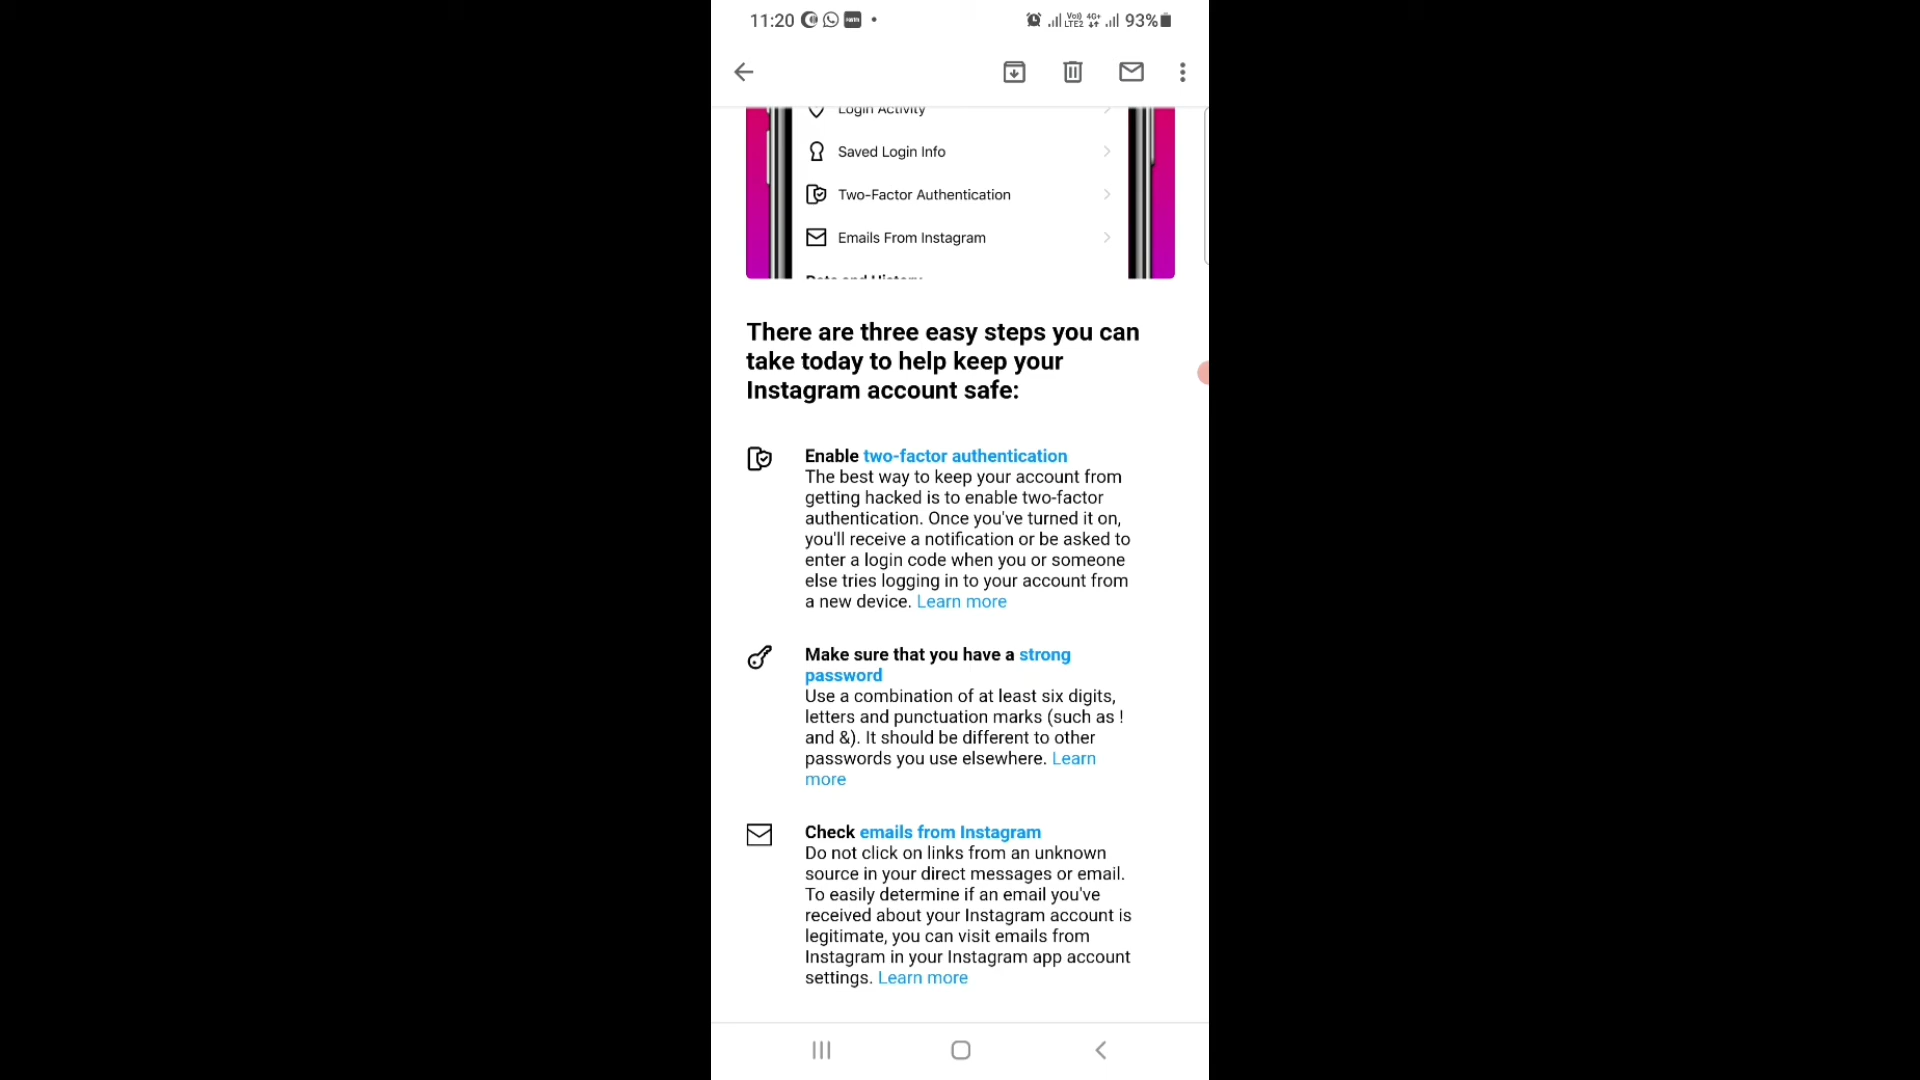 11:20
Voo 4G+
LTE2
93%
Login Activity
Saved Login Info
Two-Factor Authentication
Emails From Instagram
Data and History
There are three easy steps you can
take today to help keep your
Instagram account safe:
Enable two-factor authentication
The best way to keep your account from
getting hacked is to enable two-factor
authentication. Once you've turned it on,
you'll receive a notification or be asked to
enter a login code when you or someone
else tries logging in to your account from
a new device. Learn more
Make sure that you have a strong
password
Use a combination of at least six digits,
letters and punctuation marks (such as !
and &). It should be different to other
passwords you use elsewhere. Learn
more
Check emails from Instagram
Do not click on links from an unknown
source in your direct messages or email.
To easily determine if an email you've
received about your Instagram account is
legitimate, you can visit emails from
Instagram in your Instagram app account
settings. Learn more